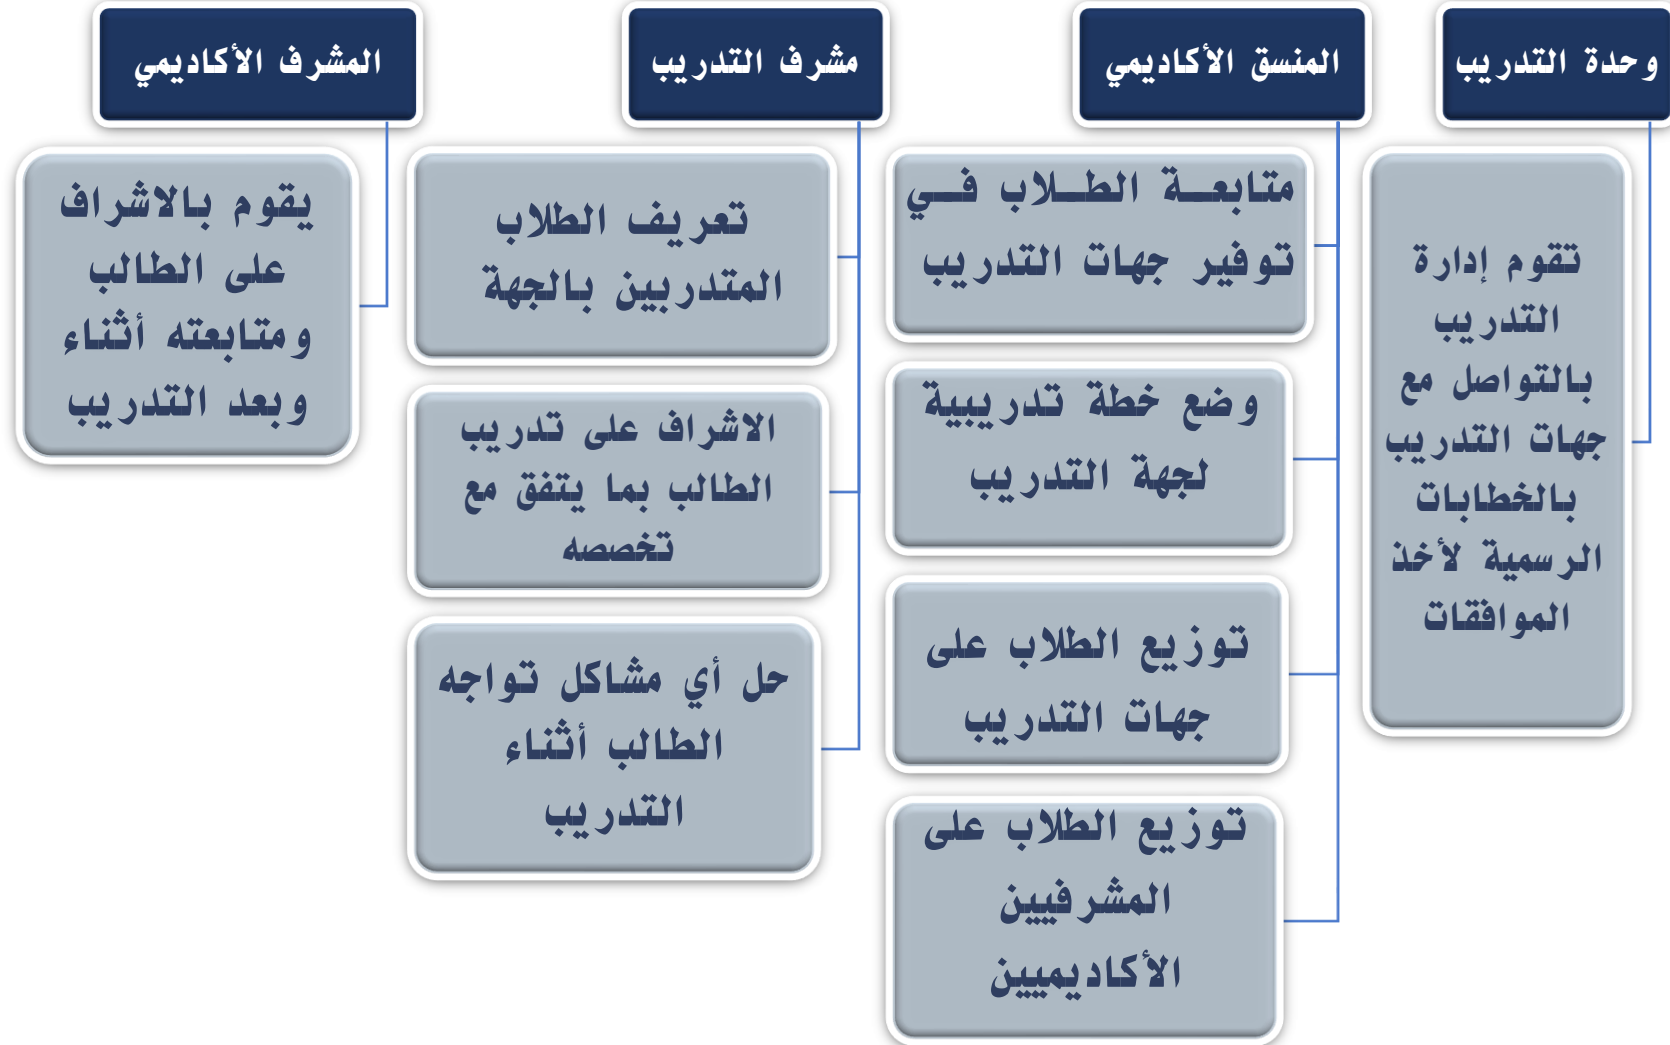 وحدة التدريب
تقوم إدارة
التدريب
بالتواصل مع
جهات التدريب
بالخطابات
الرسمية لأخذ
الموافقات
المنسق الأكاديمي
متابعة الطلاب في
توفير جهات التدريب
وضع خطة تدريبية
لجهة التدريب
توزيع الطلاب على
جهات التدريب
توزيع الطلاب على
المشرفيين
الأكاديميين
مشرف التدريب
تعريف الطلاب
المتدربين بالجهة
الاشراف على تدريب
الطالب بما يتفق مع
تخصصه
حل أي مشاكل تواجه
الطالب أثناء
التدريب
المشرف الأكاديمي
يقوم بالاشراف
على الطالب
ومتابعته أثناء
وبعد التدريب